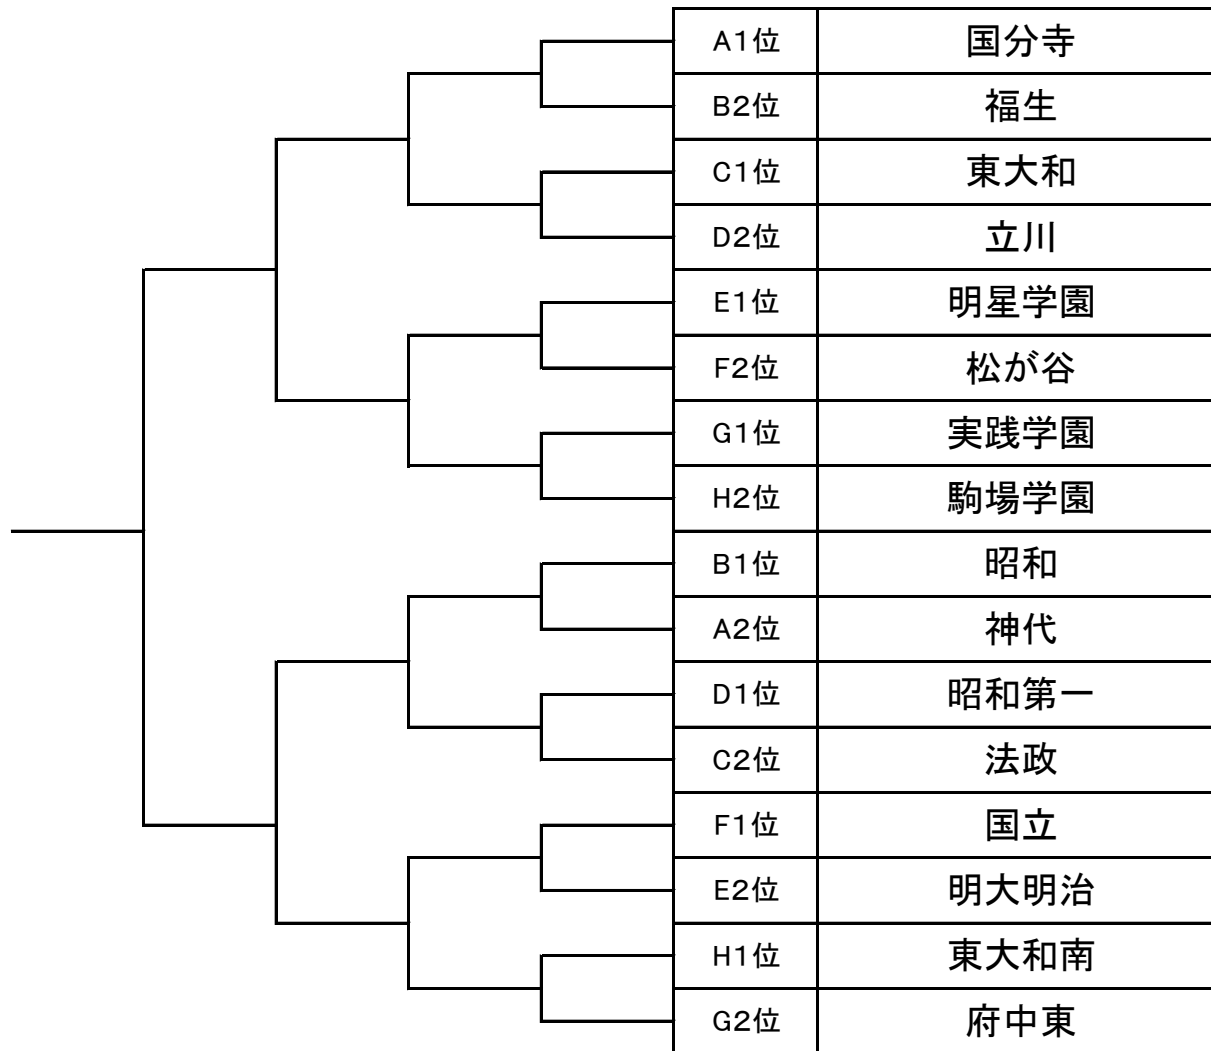 A1位 国分寺
B2位 福生
C1位 東大和
D2位 立川
E1位 明星学園
F2位 松が谷
G1位 実践学園
H2位 駒場学園
B1位 昭和
A2位 神代
D1位 昭和第一
C2位 法政
F1位 国立
E2位 明大明治
H1位 東大和南
G2位 府中東